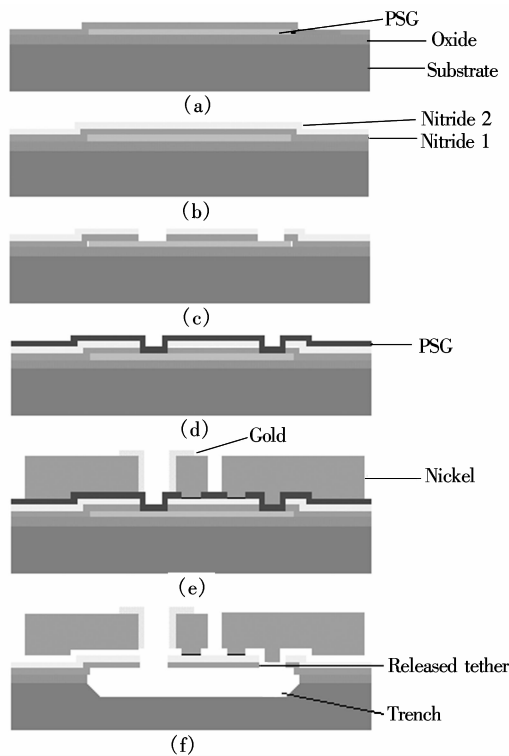 PSG
Oxide
Substrate
(a)
Nitride 2
Nitride 1
(b)
(c)
PSG
(d)
Gold
Nickel
(e)
Released tether
Trench
(f)